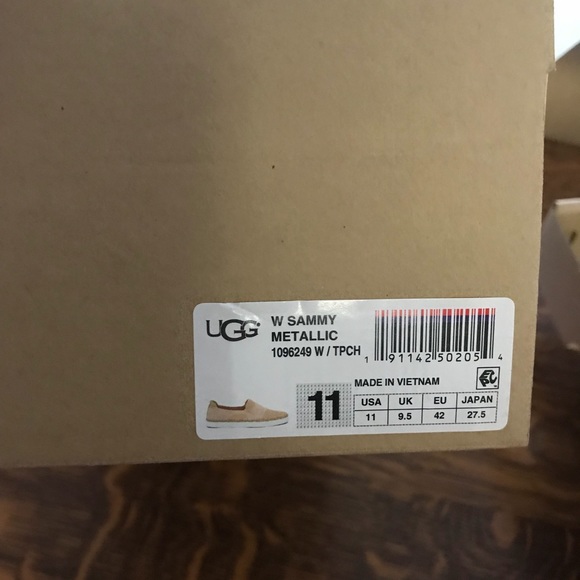 UGG
W SAMMY
METALLIC
1096249 W / TPCH
1 91142 50205 4
MADE IN VIETNAM
11
USA UK EU JAPAN
11 9.5 42 27.5